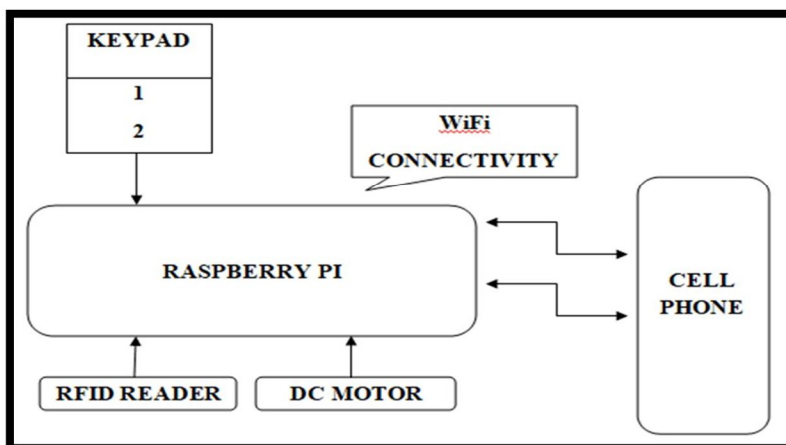 KEYPAD
1
2
WiFi
CONNECTIVITY
RASPBERRY PI
CELL
PHONE
RFID READER
DC MOTOR